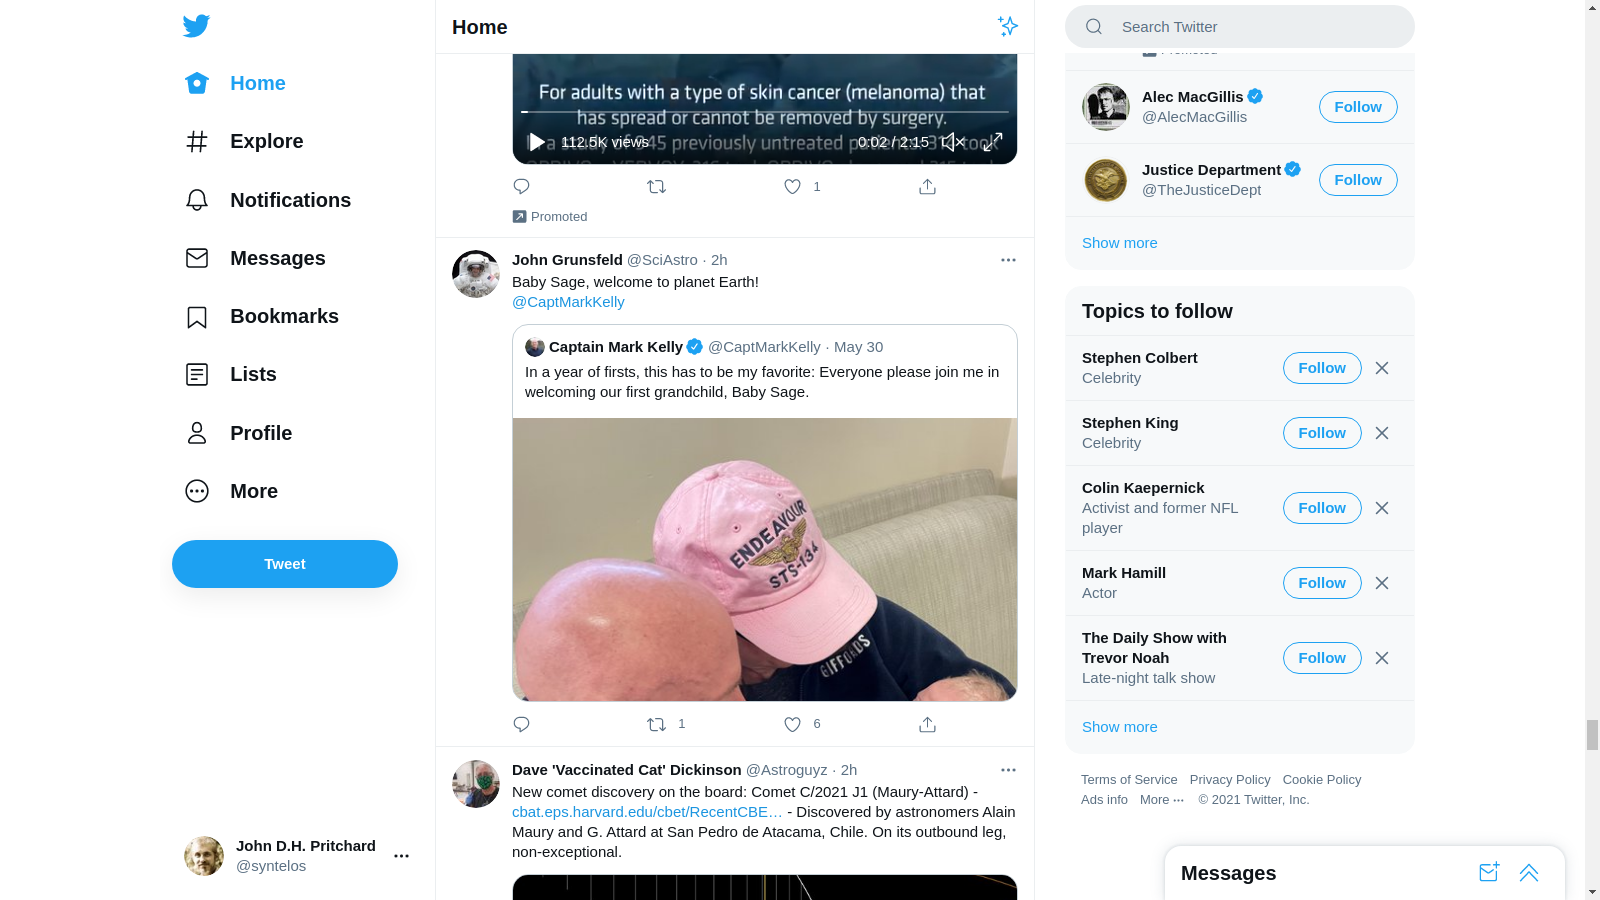 Home
Explore
Notifications
Messages
Bookmarks
Lists
Profile
More
Tweet
John D.H. Pritchard
@syntelos
Home
For adults with a type of skin cancer (melanoma) that
has spread or cannot be removed by surgery.
In a study of 945 previously untreated patients: 314 took
112.5K views
0:02 / 2:15
1
Promoted
John Grunsfeld @SciAstro · 2h
Baby Sage, welcome to planet Earth!
@CaptMarkKelly
Captain Mark Kelly @CaptMarkKelly · May 30
In a year of firsts, this has to be my favorite: Everyone please join me in
welcoming our first grandchild, Baby Sage.
ENDEAVOUR
STS-134
GIFFORDS
1
6
Dave 'Vaccinated Cat' Dickinson @Astroguyz · 2h
New comet discovery on the board: Comet C/2021 J1 (Maury-Attard) -
cbat.eps.harvard.edu/cbet/RecentCBE… - Discovered by astronomers Alain
Maury and G. Attard at San Pedro de Atacama, Chile. On its outbound leg,
non-exceptional.
Search Twitter
Promoted
Alec MacGillis
@AlecMacGillis
Follow
Justice Department
@TheJusticeDept
Follow
Show more
Topics to follow
Stephen Colbert
Celebrity
Follow
Stephen King
Celebrity
Follow
Colin Kaepernick
Activist and former NFL
player
Follow
Mark Hamill
Actor
Follow
The Daily Show with
Trevor Noah
Late-night talk show
Follow
Show more
Terms of Service Privacy Policy Cookie Policy
Ads info More ··· © 2021 Twitter, Inc.
Messages